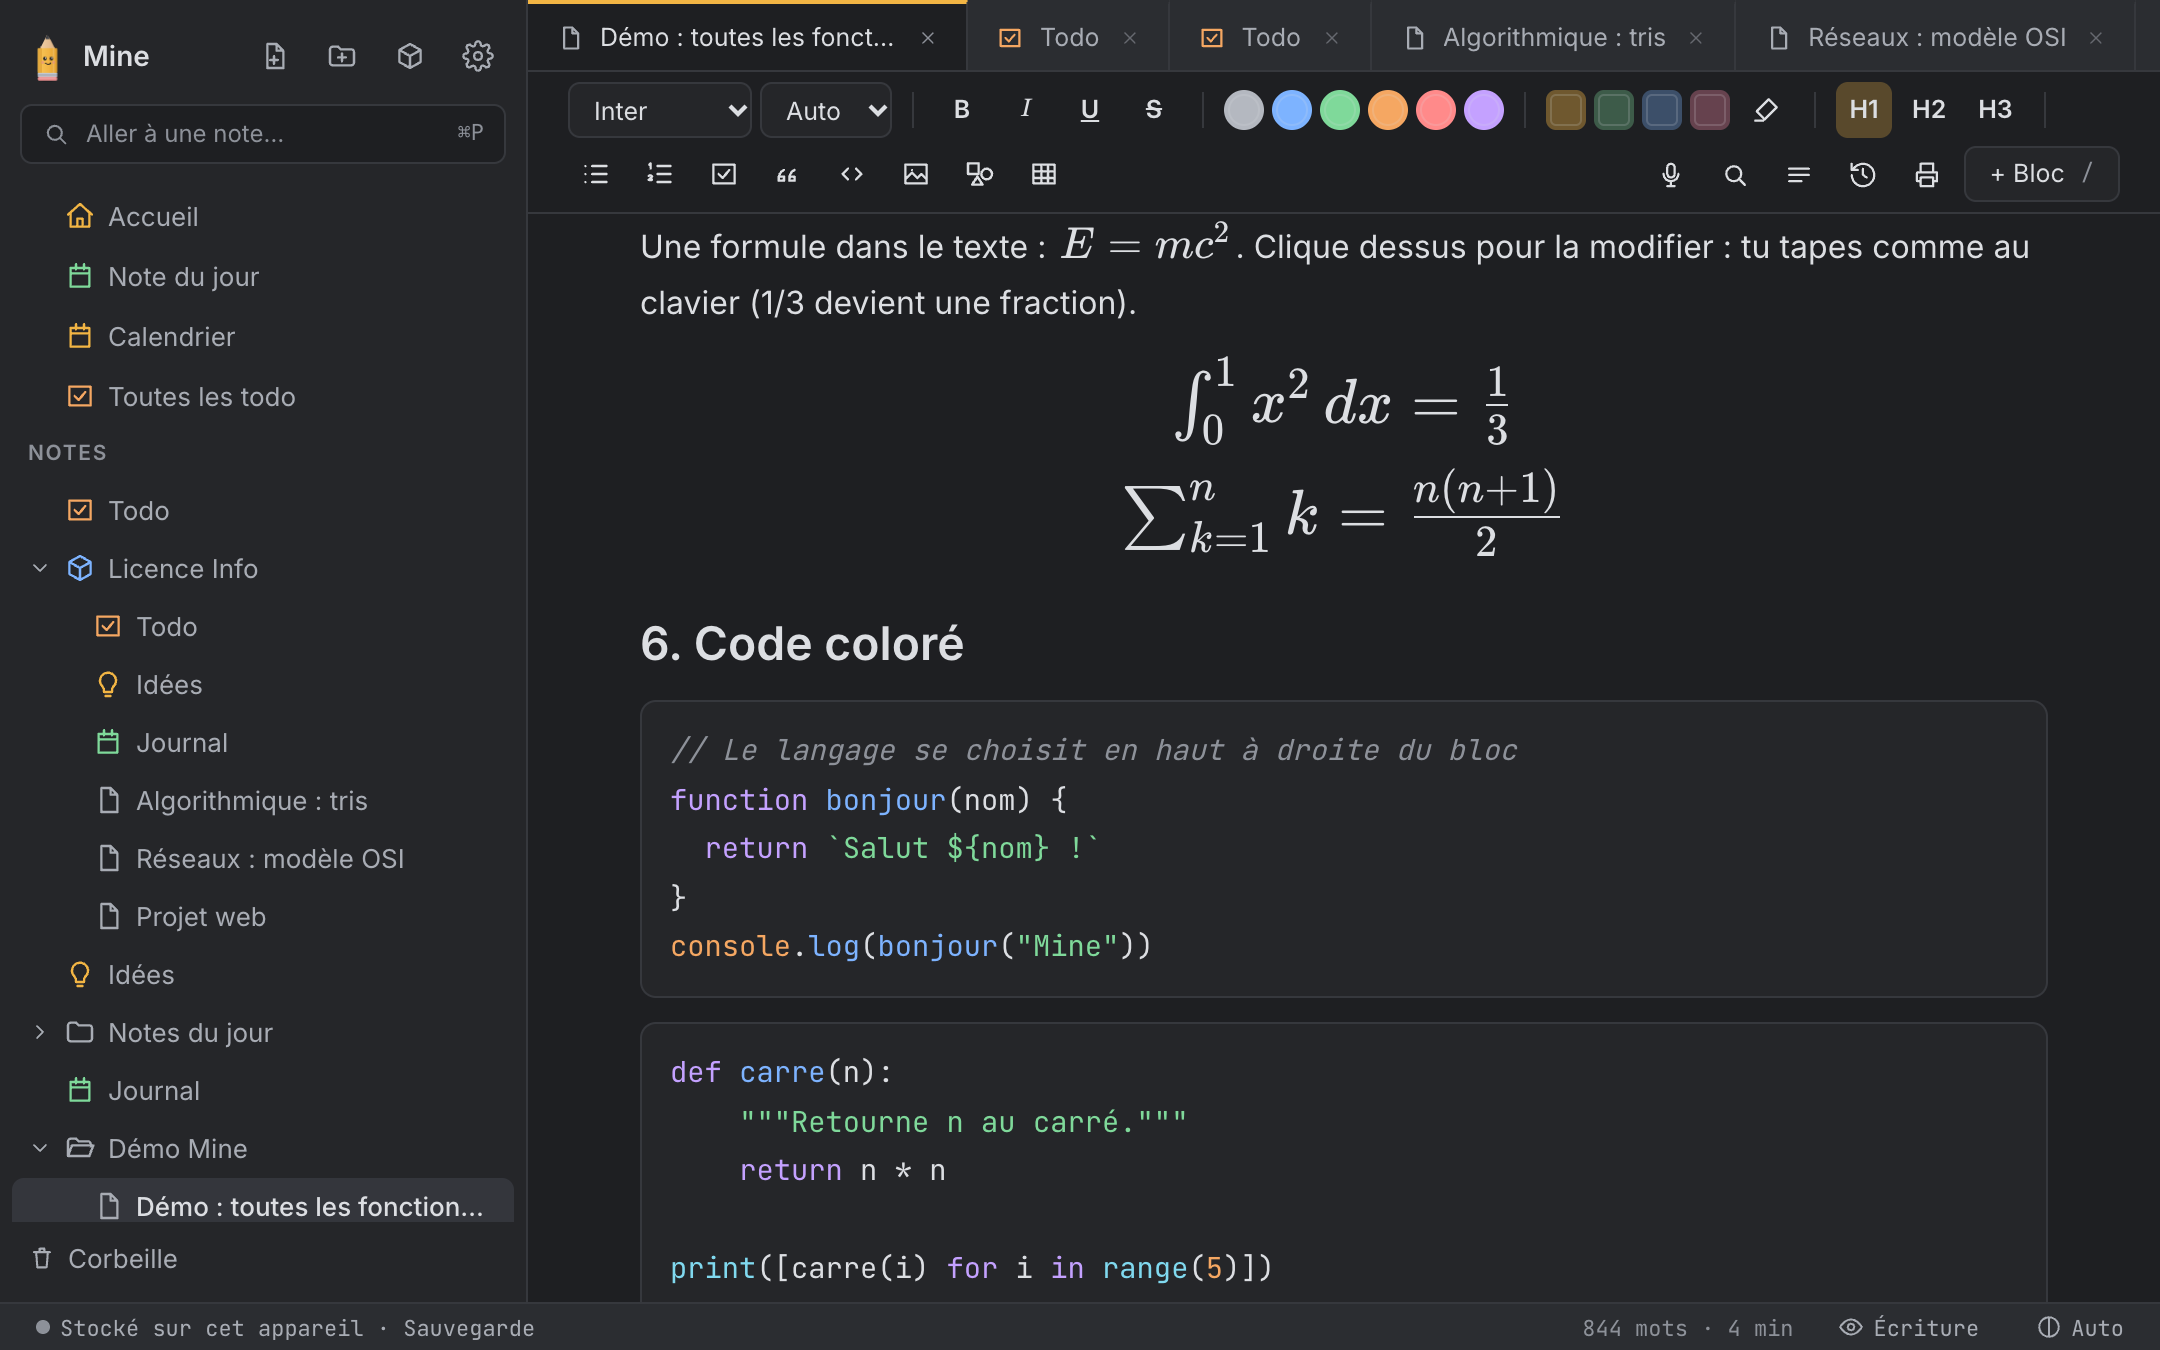 Mine
Aller à une note... ⌘P
Accueil
Note du jour
Calendrier
Toutes les todo
NOTES
Todo
Licence Info
Todo
Idées
Journal
Algorithmique : tris
Réseaux : modèle OSI
Projet web
Idées
Notes du jour
Journal
Démo Mine
Démo : toutes les fonction...
Corbeille
Démo : toutes les fonct... × Todo × Todo × Algorithmique : tris × Réseaux : modèle OSI ×
Inter Auto B I U S H1 H2 H3
+ Bloc /
Une formule dans le texte : E = mc². Clique dessus pour la modifier : tu tapes comme au
clavier (1/3 devient une fraction).
∫₀¹ x² dx = 1/3
∑ₖ₌₁ⁿ k = n(n+1)/2
6. Code coloré
// Le langage se choisit en haut à droite du bloc
function bonjour(nom) {
  return `Salut ${nom} !`
}
console.log(bonjour("Mine"))
def carre(n):
    """Retourne n au carré."""
    return n * n
print([carre(i) for i in range(5)])
Stocké sur cet appareil · Sauvegarde
844 mots · 4 min Écriture Auto